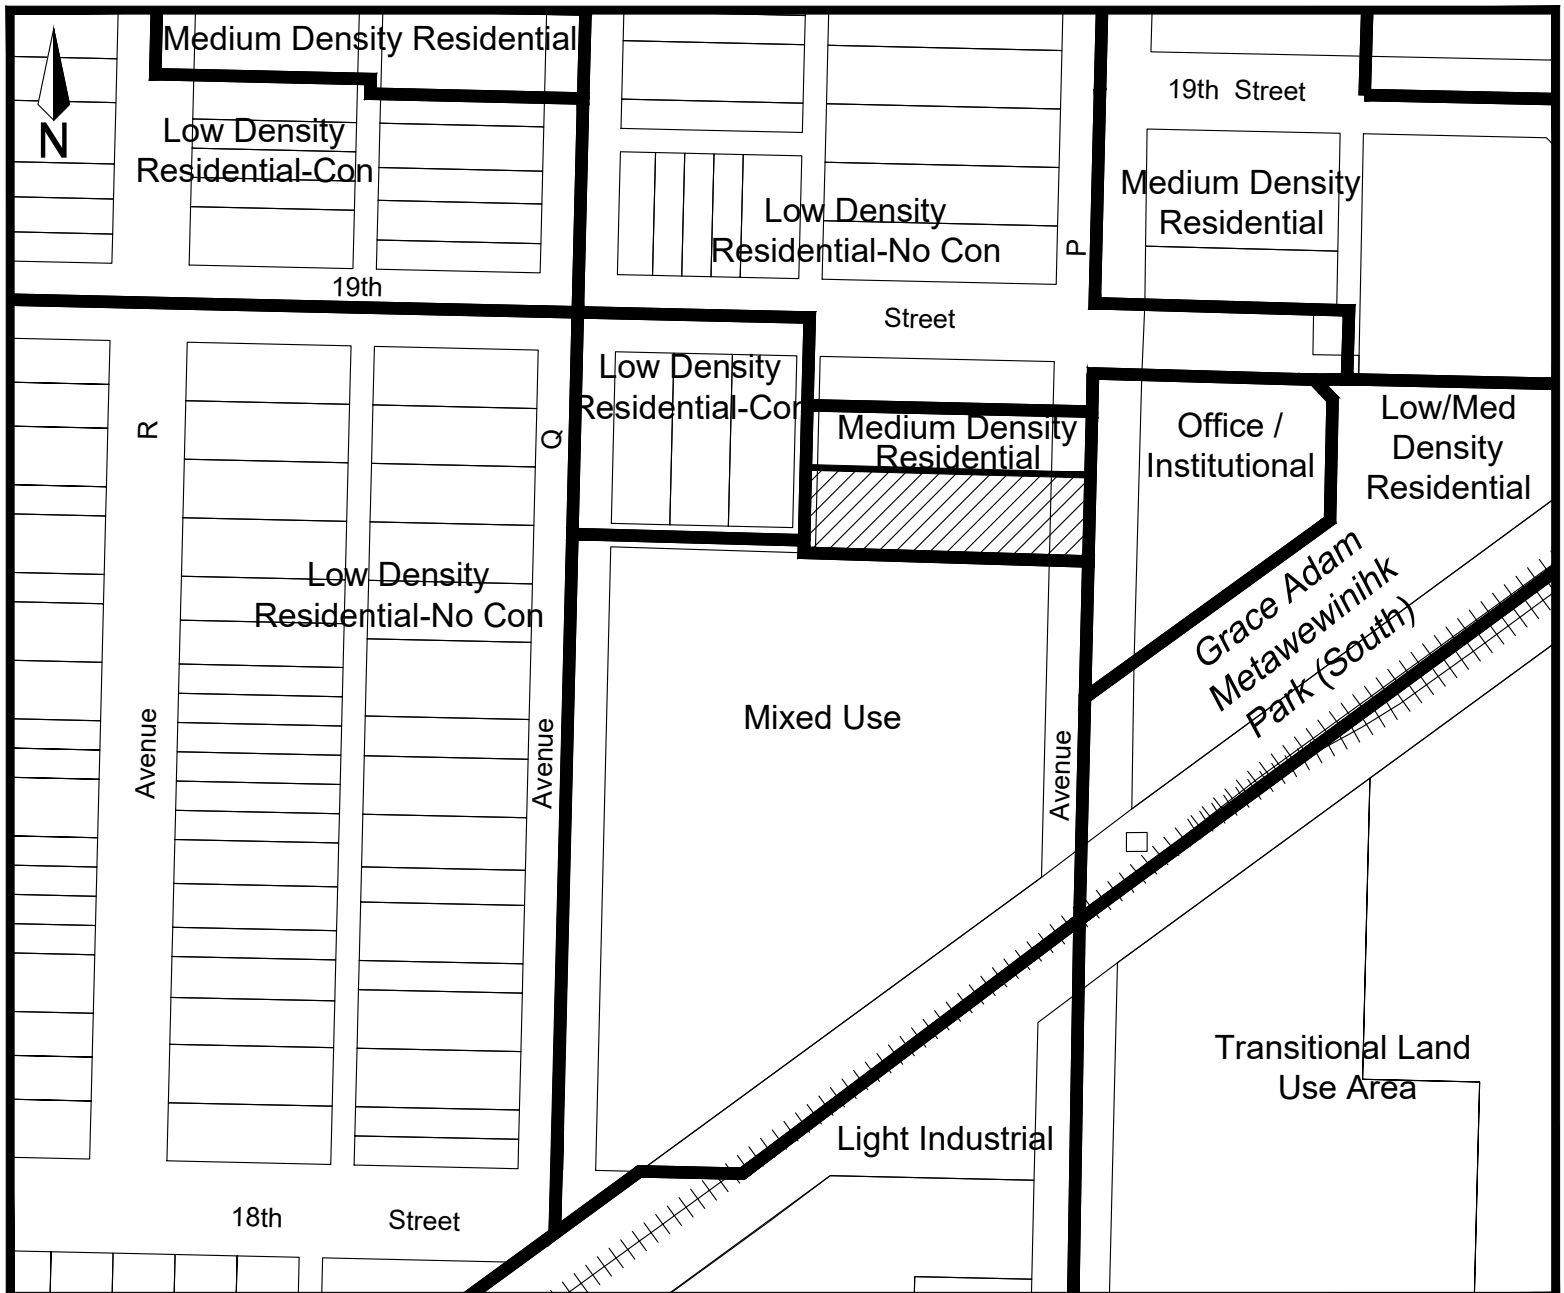 Medium Density Residential
N
Low Density
Residential-Con
19th Street
Low Density
Residential-No Con
Medium Density
Residential
P
19th
Street
Low Density
Residential-Con
R
Q
Medium Density
Residential
Office /
Institutional
Low/Med
Density
Residential
Low Density
Residential-No Con
Grace Adam
Metawewinihk
Park (South)
Mixed Use
Avenue
Avenue
Avenue
Transitional Land
Use Area
Light Industrial
18th
Street